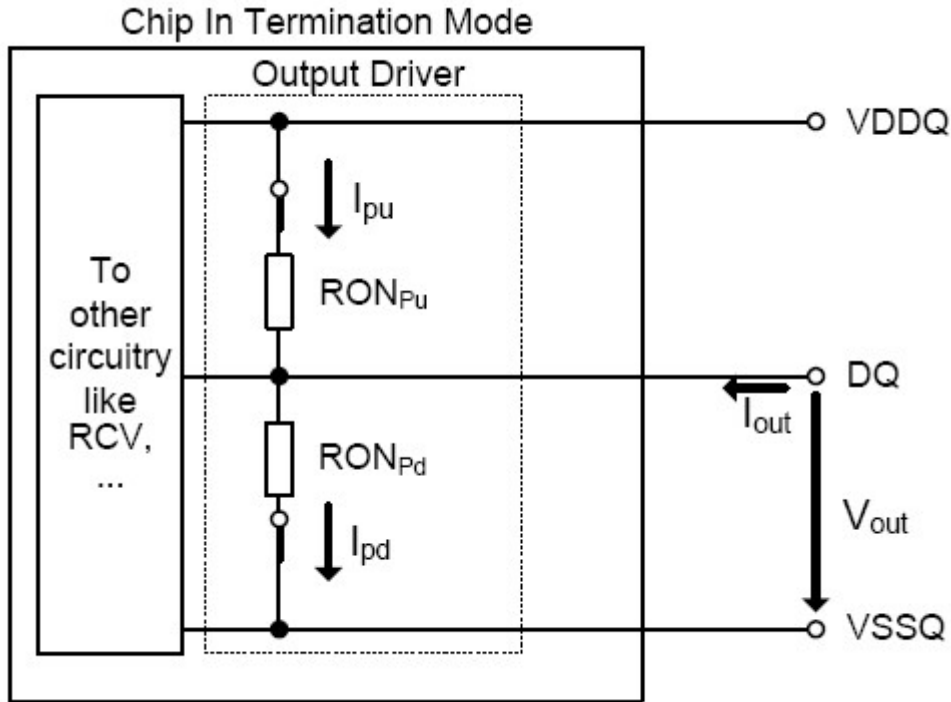 Chip In Termination Mode
Output Driver
VDDQ
Ipu
To
other
circuitry
like
RCV,
...
RONPu
DQ
Iout
RONPd
Vout
Ipd
VSSQ